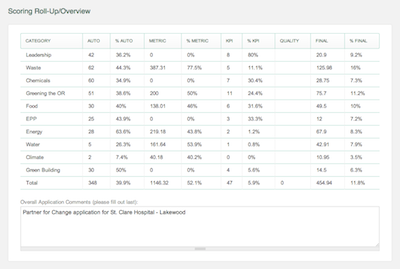 Scoring Roll-Up/Overview
CATEGORY AUTO % AUTO METRIC % METRIC KPI % KPI QUALITY FINAL % FINAL
Leadership 42 36.2% 0 0% 8 80% 20.9 9.2%
Waste 62 44.3% 387.31 77.5% 5 11.1% 125.98 16%
Chemicals 60 34.9% 0 0% 7 30.4% 28.75 7.3%
Greening the OR 51 38.6% 200 50% 11 24.4% 75.7 11.2%
Food 30 40% 138.01 46% 6 31.6% 49.5 10%
EPP 25 43.9% 0 0% 3 33.3% 12 7.2%
Energy 28 63.6% 219.18 43.8% 2 1.2% 67.9 8.3%
Water 5 26.3% 161.64 53.9% 1 0.8% 42.91 7.9%
Climate 2 7.4% 40.18 40.2% 0 0% 10.95 3.5%
Green Building 30 50% 0 0% 4 5.6% 14.5 6.3%
Total 348 39.9% 1146.32 52.1% 47 5.9% 0 454.94 11.8%
Overall Application Comments (please fill out last):
Partner for Change application for St. Clare Hospital - Lakewood